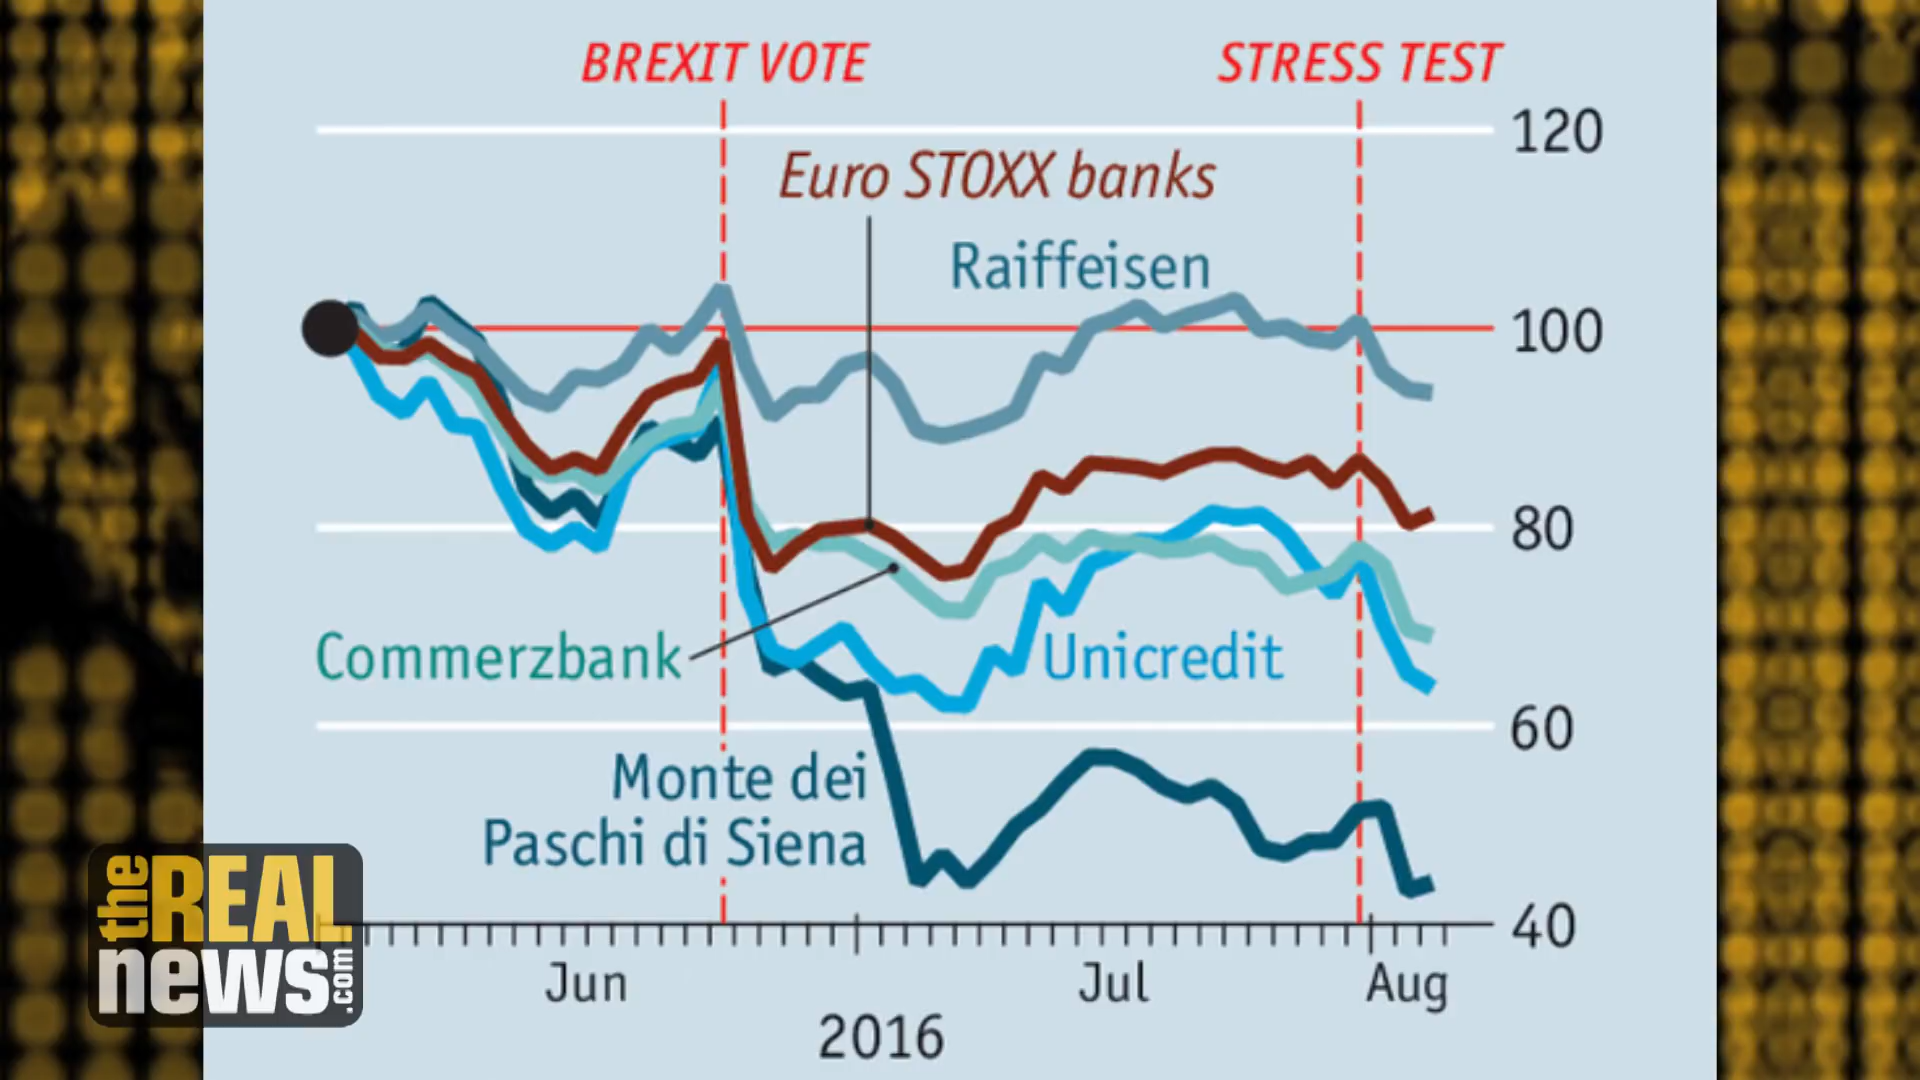 BREXIT VOTE
STRESS TEST
120
Euro STOXX banks
Raiffeisen
100
80
Commerzbank
Unicredit
60
Monte dei
Paschi di Siena
40
Jun
Jul
Aug
2016
the REAL
news.com